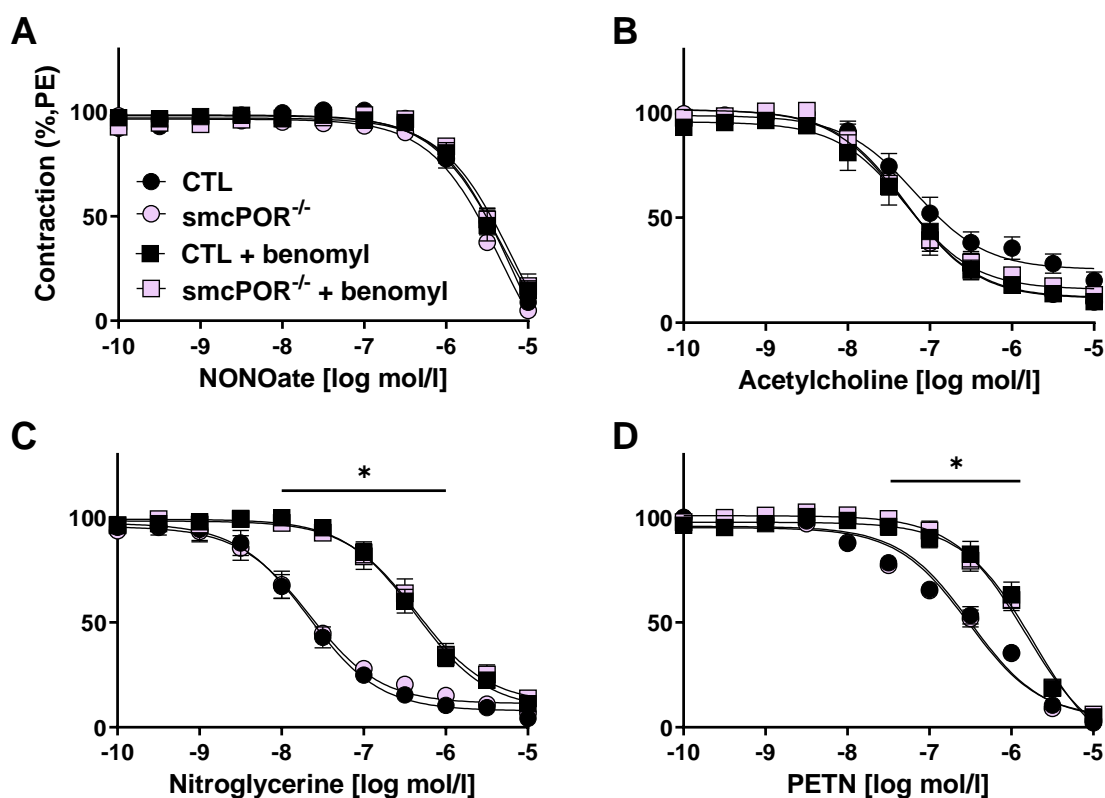 A
Contraction (%,PE)
100
50
0
CTL
smcPOR-/-
CTL + benomyl
smcPOR-/- + benomyl
-10 -9 -8 -7 -6 -5
NONOate [log mol/l]
B
100
50
0
-10 -9 -8 -7 -6 -5
Acetylcholine [log mol/l]
C
*
100
50
0
-10 -9 -8 -7 -6 -5
Nitroglycerine [log mol/l]
D
*
100
50
0
-10 -9 -8 -7 -6 -5
PETN [log mol/l]